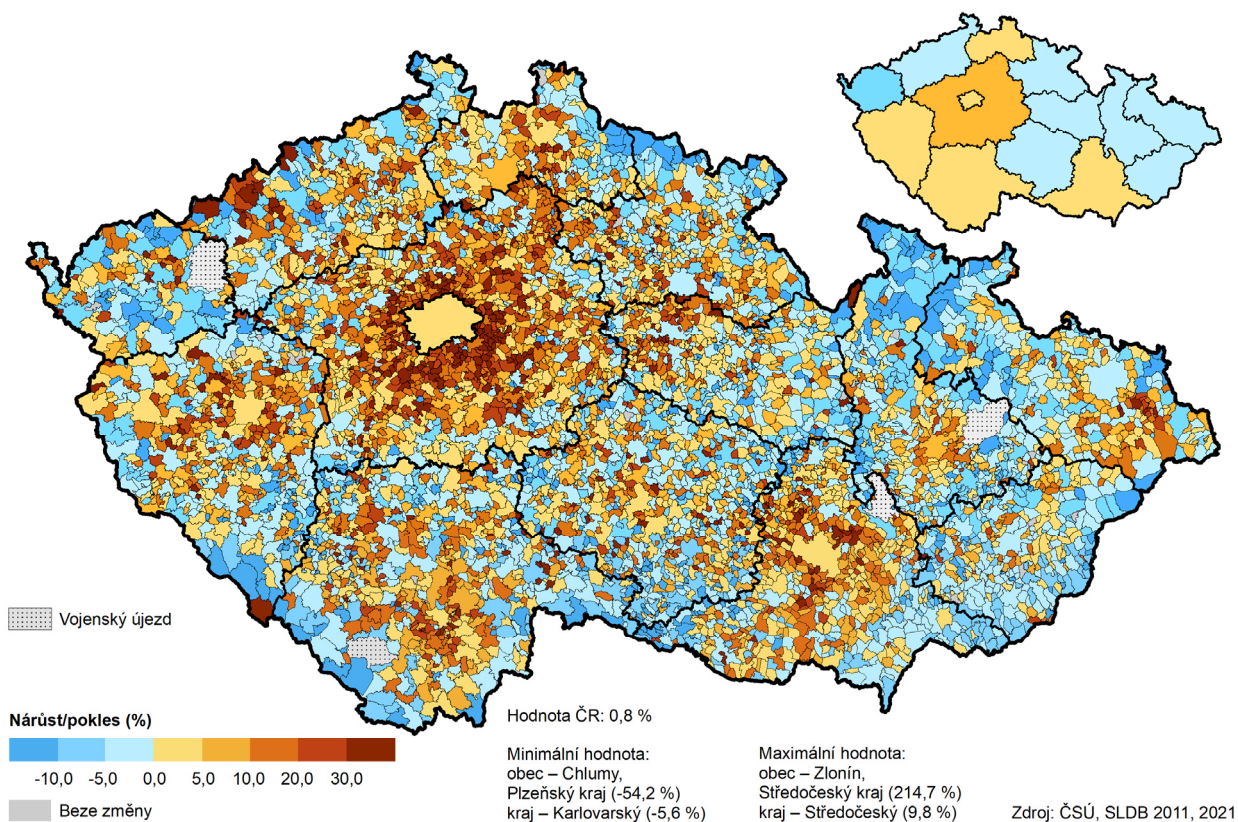 Vojenský újezd
Nárůst/pokles (%)
-10,0 -5,0 0,0 5,0 10,0 20,0 30,0
Beze změny
Hodnota ČR: 0,8 %
Minimální hodnota:
obec – Chlumy,
Plzeňský kraj (-54,2 %)
kraj – Karlovarský (-5,6 %)
Maximální hodnota:
obec – Zlonín,
Středočeský kraj (214,7 %)
kraj – Středočeský (9,8 %)
Zdroj: ČSÚ, SLDB 2011, 2021